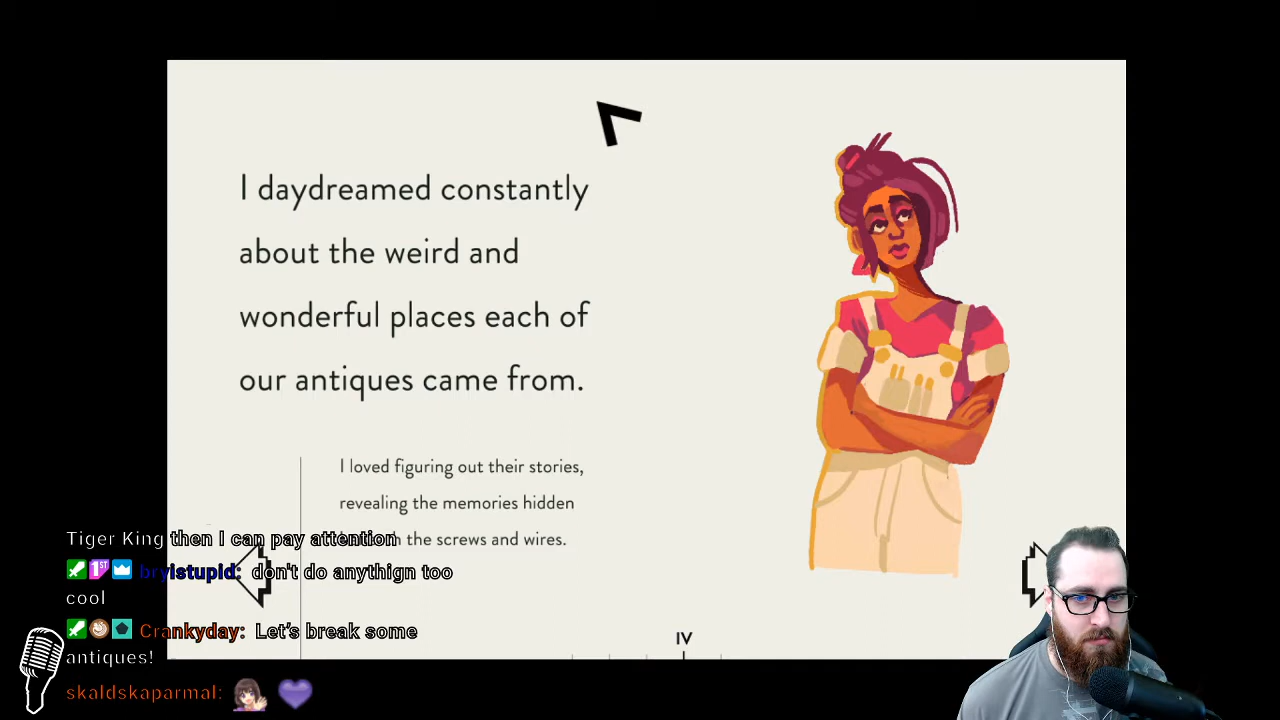 I daydreamed constantly
about the weird and
wonderful places each of
our antiques came from.
I loved figuring out their stories,
revealing the memories hidden
the screws and wires.
Tiger King then I can pay attention
1ST bryistupid: don't do anythign too
cool
Crankyday: Let's break some
antiques!
skaldskaparmal:
IV